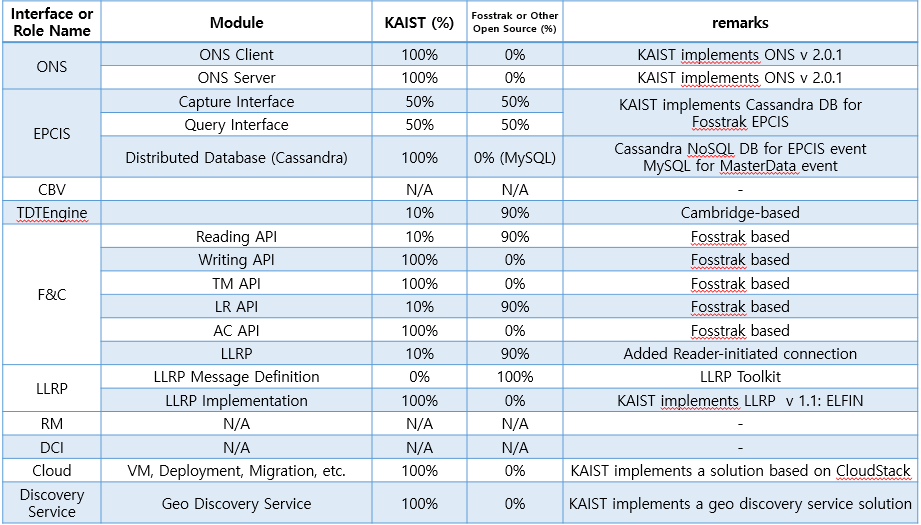 Interface or
Role Name
Module
KAIST (%)
Fosstrak or Other
Open Source (%)
remarks
ONS
ONS Client
100%
0%
KAIST implements ONS v 2.0.1
ONS Server
100%
0%
KAIST implements ONS v 2.0.1
EPCIS
Capture Interface
50%
50%
KAIST implements Cassandra DB for
Fosstrak EPCIS
Query Interface
50%
50%
Distributed Database (Cassandra)
100%
0% (MySQL)
Cassandra NoSQL DB for EPCIS event
MySQL for MasterData event
CBV
N/A
N/A
-
TDTEngine
10%
90%
Cambridge-based
F&C
Reading API
10%
90%
Fosstrak based
Writing API
100%
0%
Fosstrak based
TM API
100%
0%
Fosstrak based
LR API
10%
90%
Fosstrak based
AC API
100%
0%
Fosstrak based
LLRP
10%
90%
Added Reader-initiated connection
LLRP
LLRP Message Definition
0%
100%
LLRP Toolkit
LLRP Implementation
100%
0%
KAIST implements LLRP v 1.1: ELFIN
RM
N/A
N/A
N/A
-
DCI
N/A
N/A
N/A
-
Cloud
VM, Deployment, Migration, etc.
100%
0%
KAIST implements a solution based on CloudStack
Discovery
Service
Geo Discovery Service
100%
0%
KAIST implements a geo discovery service solution